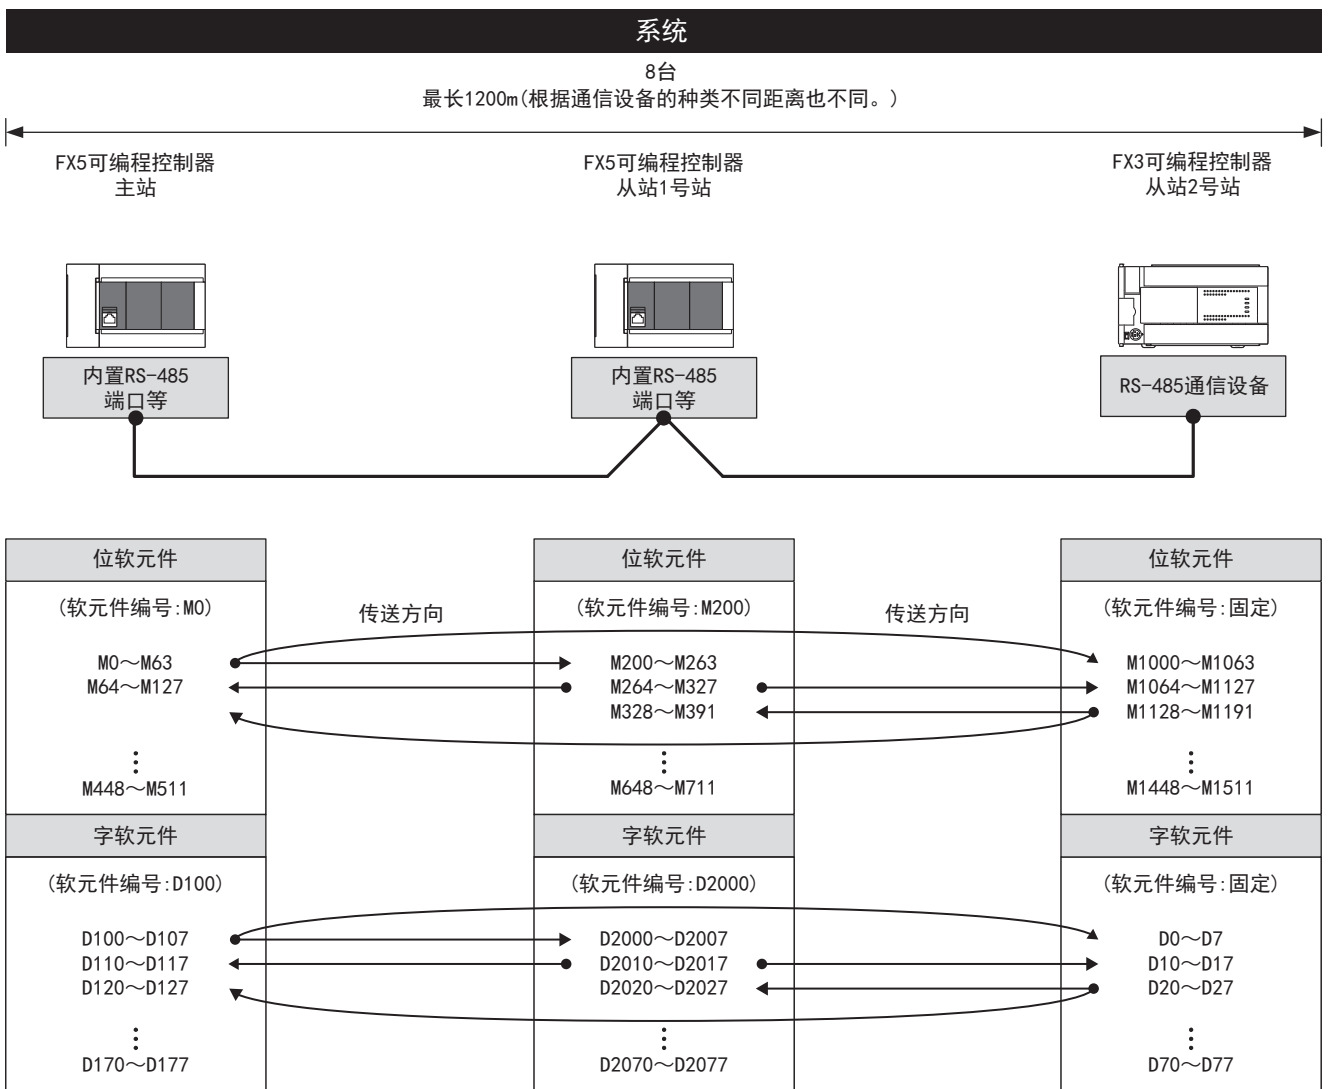 系统
8台
最长1200m(根据通信设备的种类不同距离也不同。)
FX5可编程控制器
主站
FX5可编程控制器
从站1号站
FX3可编程控制器
从站2号站
内置RS-485
端口等
内置RS-485
端口等
RS-485通信设备
位软元件
(软元件编号:M0)
M0～M63
M64～M127
M448～M511
字软元件
(软元件编号:D100)
D100～D107
D110～D117
D120～D127
D170～D177
传送方向
位软元件
(软元件编号:M200)
M200～M263
M264～M327
M328～M391
M648～M711
字软元件
(软元件编号:D2000)
D2000～D2007
D2010～D2017
D2020～D2027
D2070～D2077
传送方向
位软元件
(软元件编号:固定)
M1000～M1063
M1064～M1127
M1128～M1191
M1448～M1511
字软元件
(软元件编号:固定)
D0～D7
D10～D17
D20～D27
D70～D77